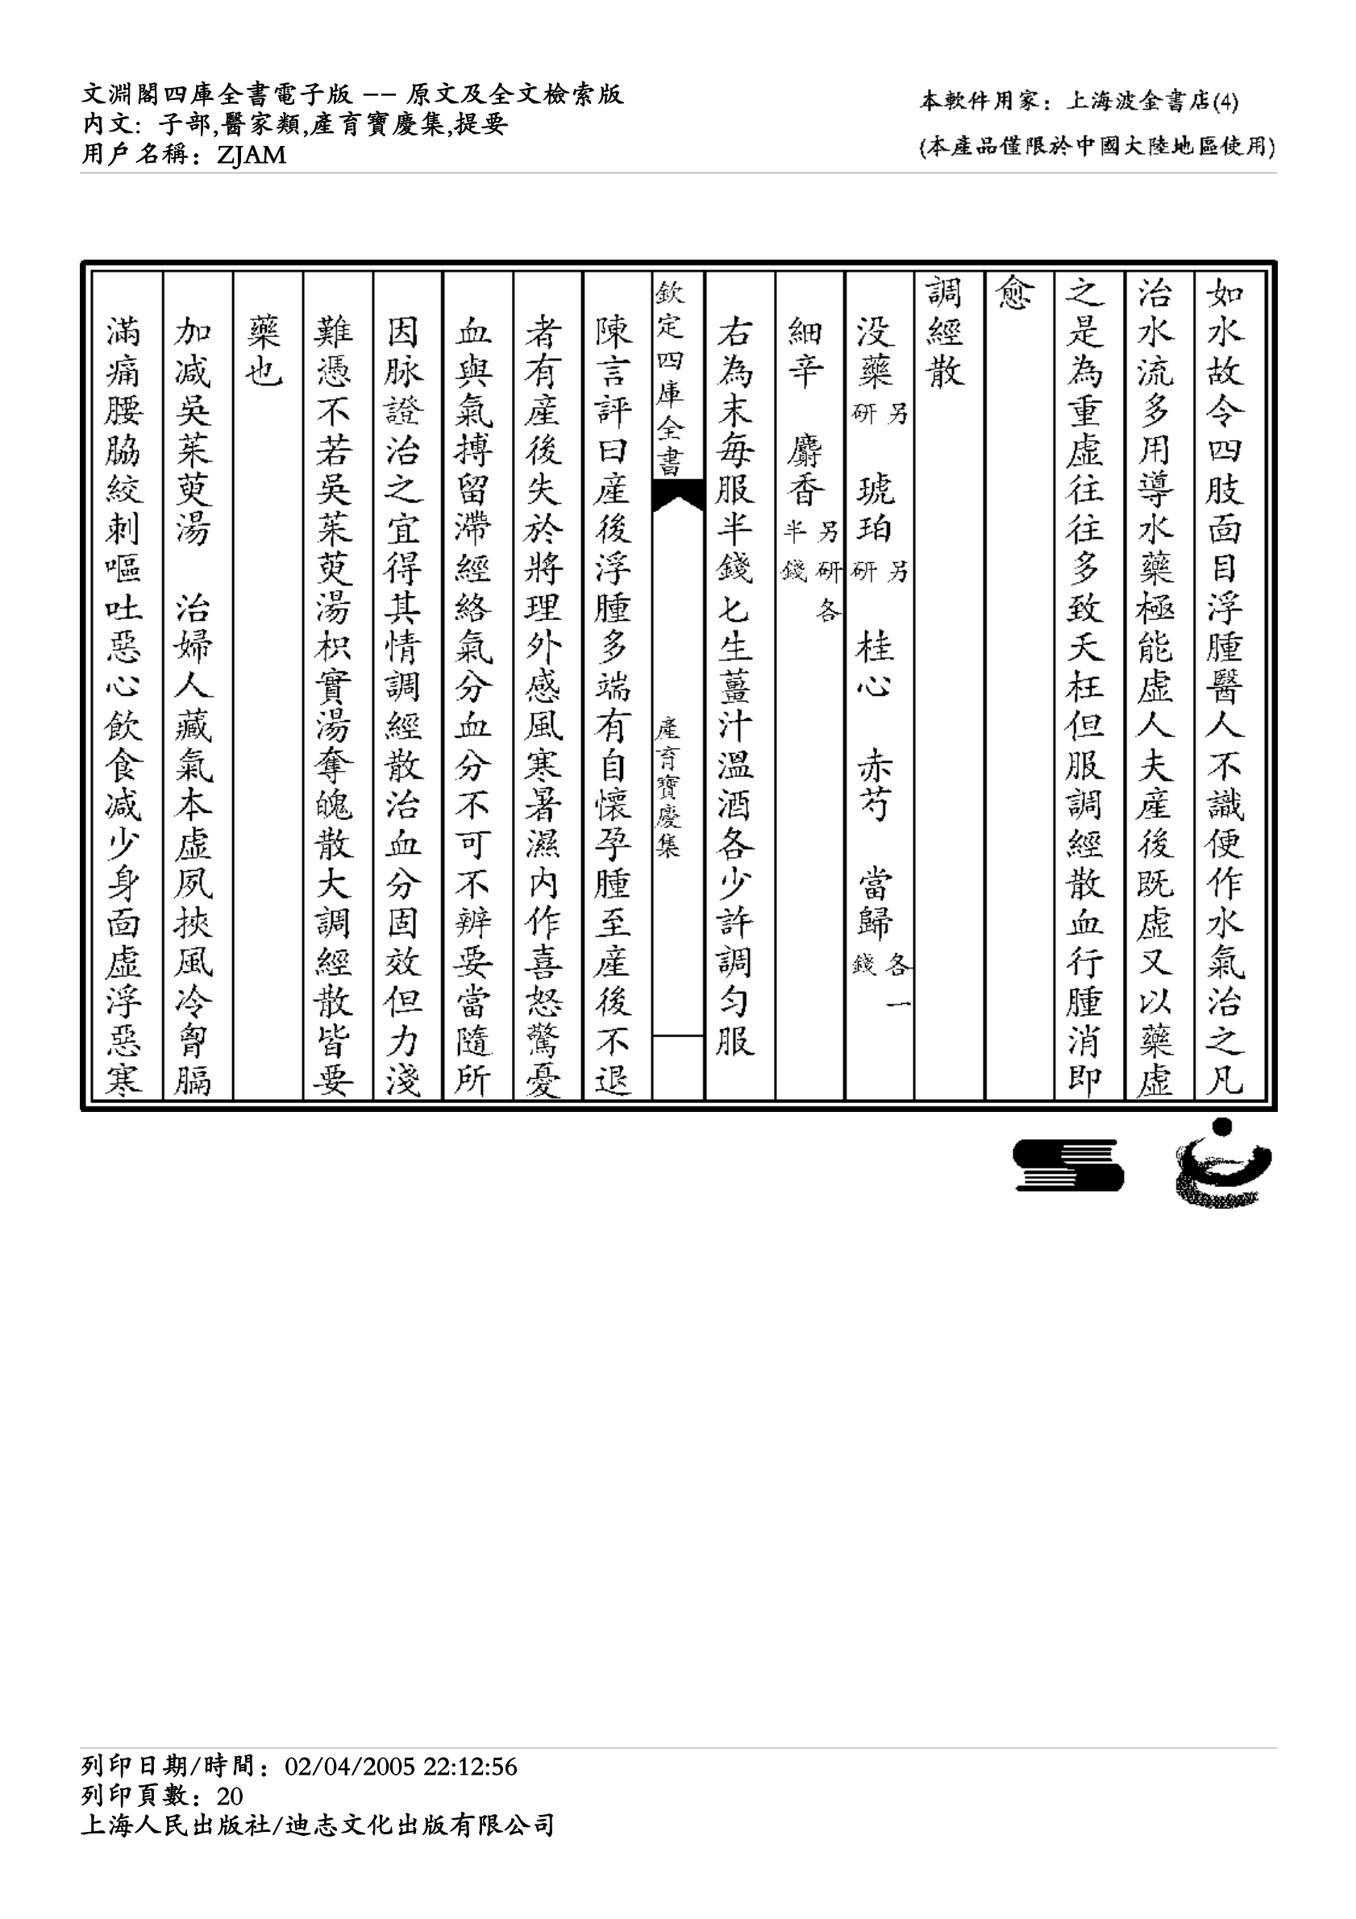 文淵閣四庫全書電子版 -- 原文及全文檢索版
內文: 子部,醫家類,產育寶慶集,提要
用戶名稱: ZJAM
本軟件用家: 上海波金書店(4)
(本產品僅限於中國大陸地區使用)
如水故令四肢面目浮腫醫人不識便作水氣治之凡
治水流多用導水藥極能虛人夫產後既虛又以藥虛
之是為重虛往往多致夭枉但服調經散血行腫消即
愈
調經散
没藥另研 琥珀另研 桂心 赤芍 當歸各一錢
細辛 麝香另研各半錢
右為末每服半錢匕生薑汁溫酒各少許調勻服
欽定四庫全書 產育寶慶集
陳言評曰產後浮腫多端有自懷孕腫至產後不退
者有產後失於將理外感風寒暑濕內作喜怒驚憂
血與氣搏留滯經絡氣分血分不可不辨要當隨所
因脉證治之宜得其情調經散治血分固效但力淺
難憑不若吳茱萸湯枳實湯奪魄散大調經散皆要
藥也
加减吳茱萸湯 治婦人藏氣本虛夙挾風冷胷膈
滿痛腰脇絞刺嘔吐惡心飲食减少身面虛浮惡寒
列印日期/時間: 02/04/2005 22:12:56
列印頁數: 20
上海人民出版社/迪志文化出版有限公司